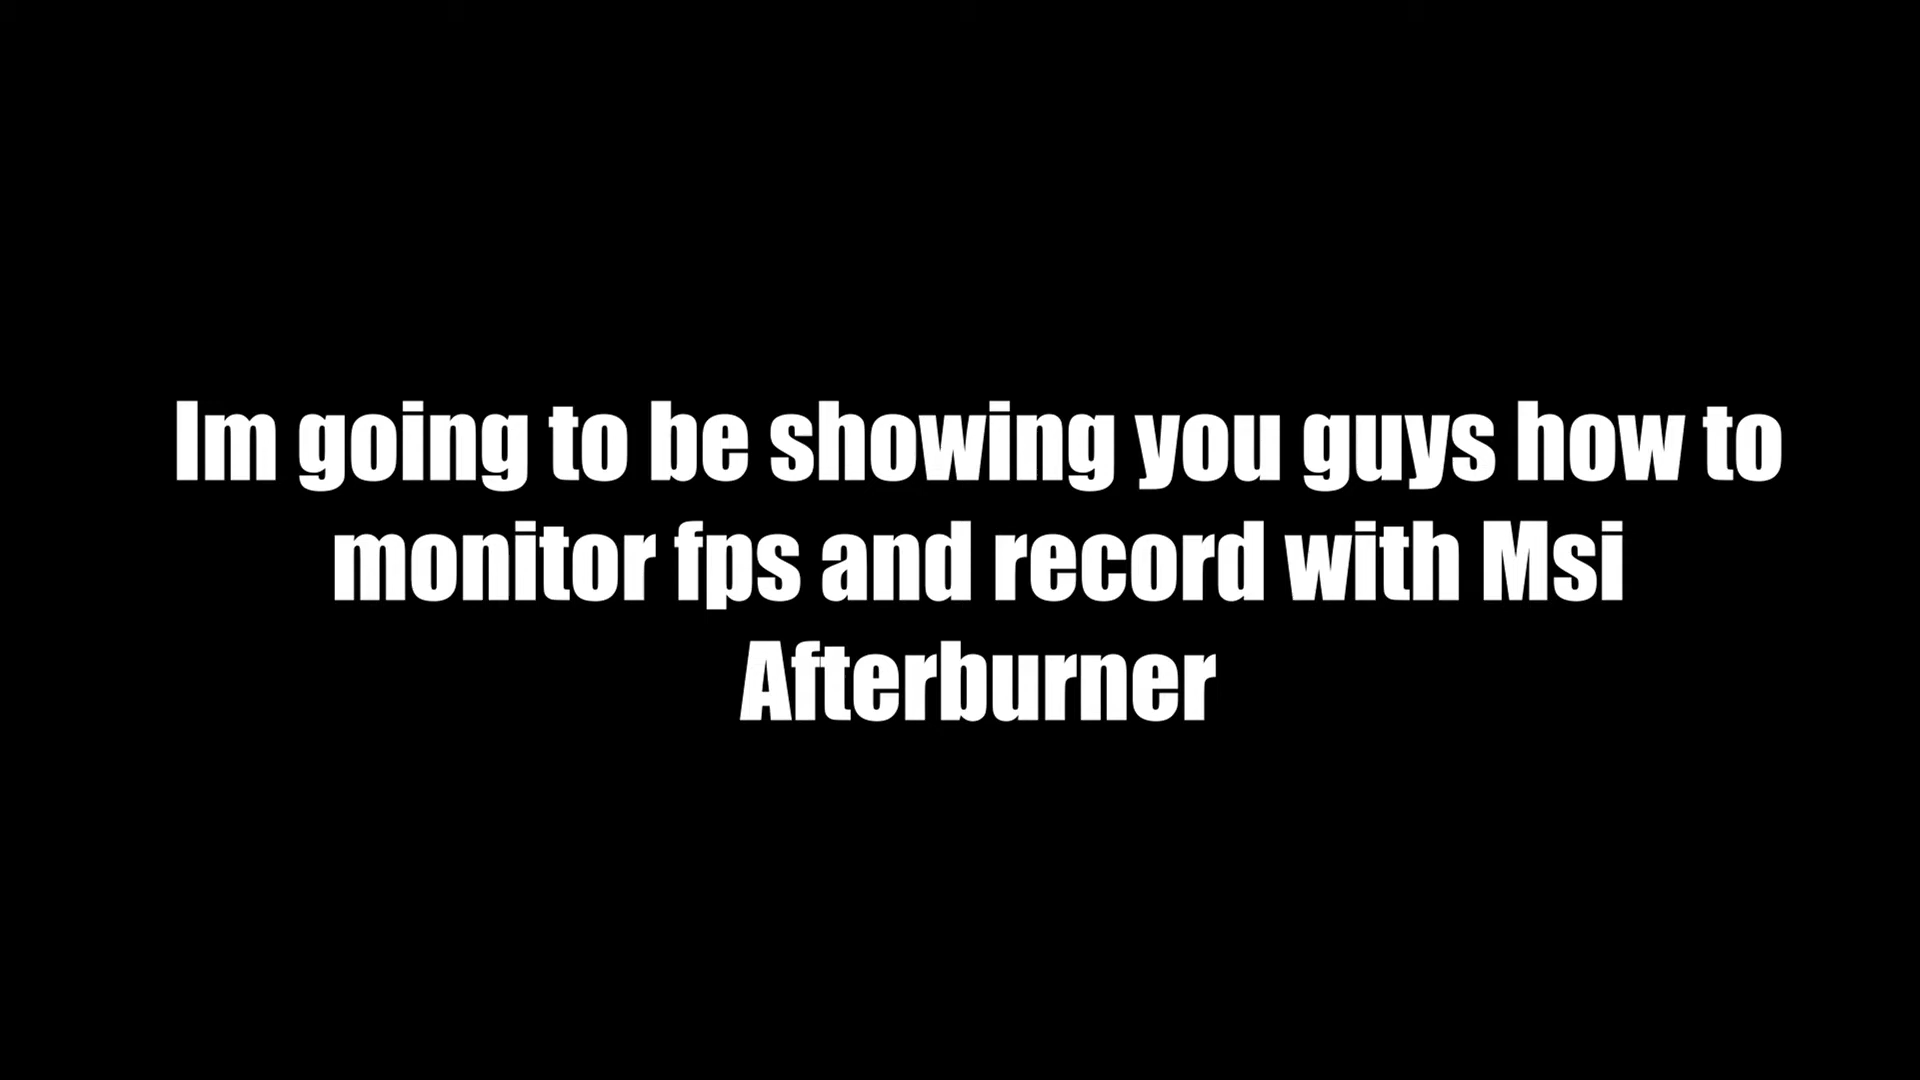 Im going to be showing you guys how to
monitor fps and record with Msi
Afterburner